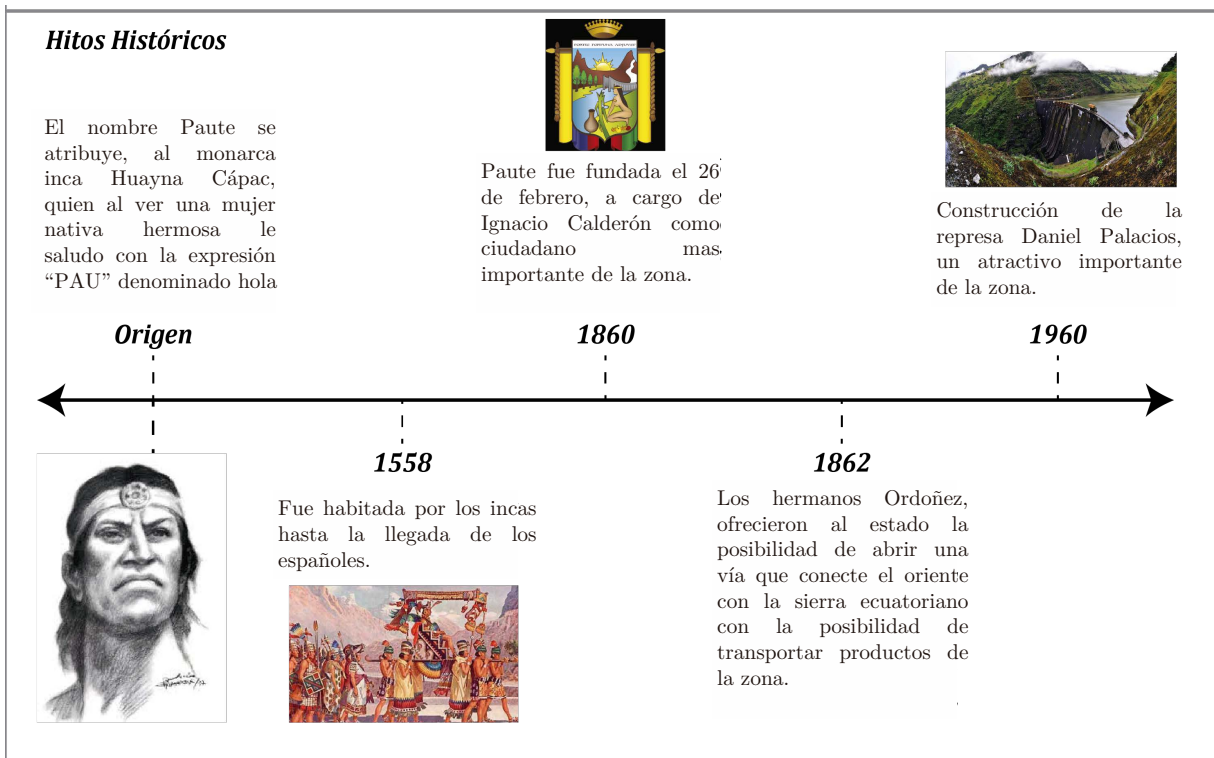 Hitos Históricos
El nombre Paute se
atribuye, al monarca
inca Huayna Cápac,
quien al ver una mujer
nativa hermosa le
saludo con la expresión
“PAU” denominado hola
Origen
1558
Fue habitada por los incas
hasta la llegada de los
españoles.
Paute fue fundada el 26
de febrero, a cargo de
Ignacio Calderón como
ciudadano mas
importante de la zona.
1860
1862
Los hermanos Ordoñez,
ofrecieron al estado la
posibilidad de abrir una
vía que conecte el oriente
con la sierra ecuatoriano
con la posibilidad de
transportar productos de
la zona.
Construcción de la
represa Daniel Palacios,
un atractivo importante
de la zona.
1960